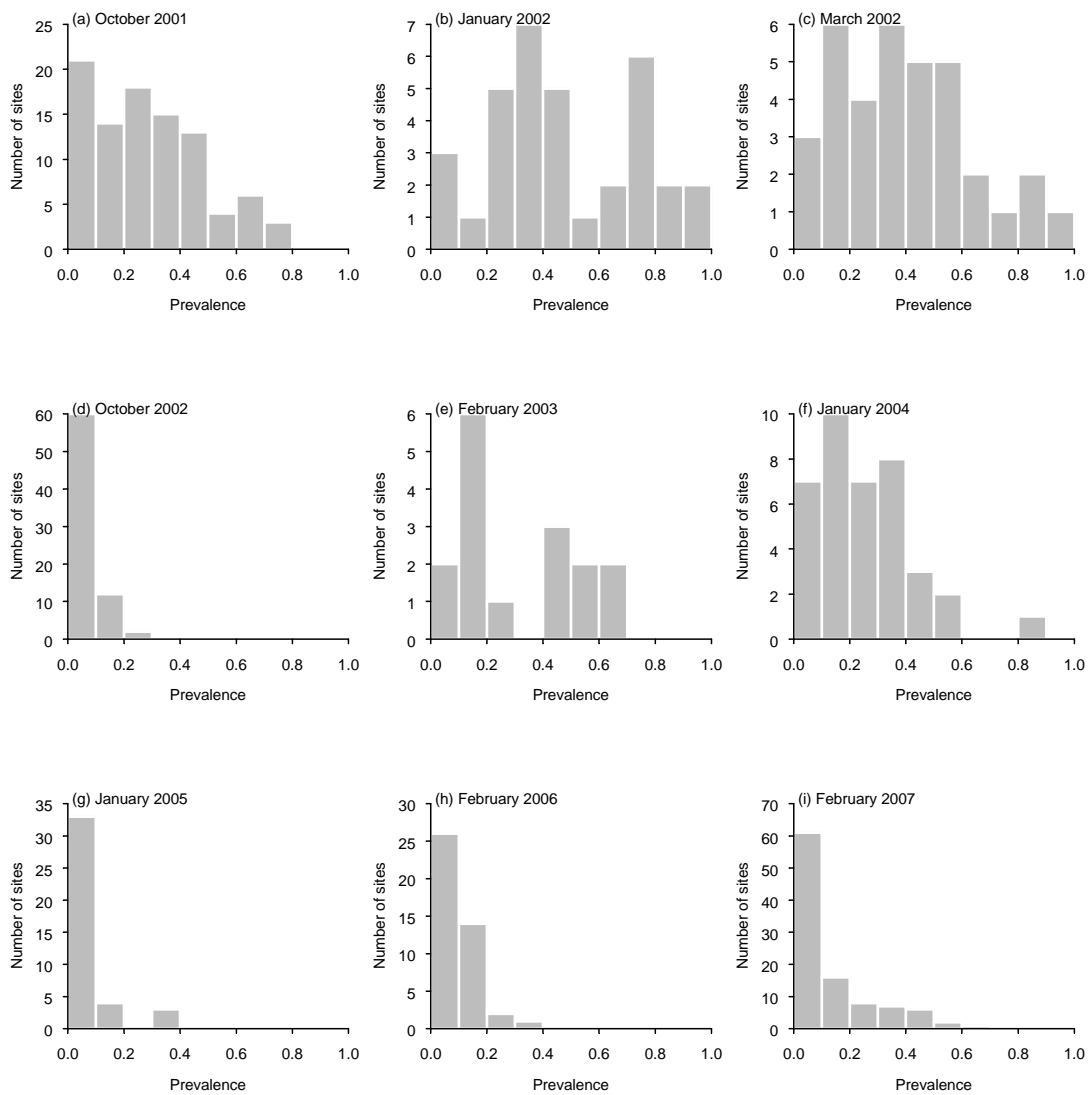 (a) October 2001
Number of sites
25
20
15
10
5
0
0.0 0.2 0.4 0.6 0.8 1.0
Prevalence
(b) January 2002
Number of sites
7
6
5
4
3
2
1
0
0.0 0.2 0.4 0.6 0.8 1.0
Prevalence
(c) March 2002
Number of sites
6
5
4
3
2
1
0
0.0 0.2 0.4 0.6 0.8 1.0
Prevalence
(d) October 2002
Number of sites
60
50
40
30
20
10
0
0.0 0.2 0.4 0.6 0.8 1.0
Prevalence
(e) February 2003
Number of sites
6
5
4
3
2
1
0
0.0 0.2 0.4 0.6 0.8 1.0
Prevalence
(f) January 2004
Number of sites
10
8
6
4
2
0
0.0 0.2 0.4 0.6 0.8 1.0
Prevalence
(g) January 2005
Number of sites
35
30
25
20
15
10
5
0
0.0 0.2 0.4 0.6 0.8 1.0
Prevalence
(h) February 2006
Number of sites
30
25
20
15
10
5
0
0.0 0.2 0.4 0.6 0.8 1.0
Prevalence
(i) February 2007
Number of sites
70
60
50
40
30
20
10
0
0.0 0.2 0.4 0.6 0.8 1.0
Prevalence